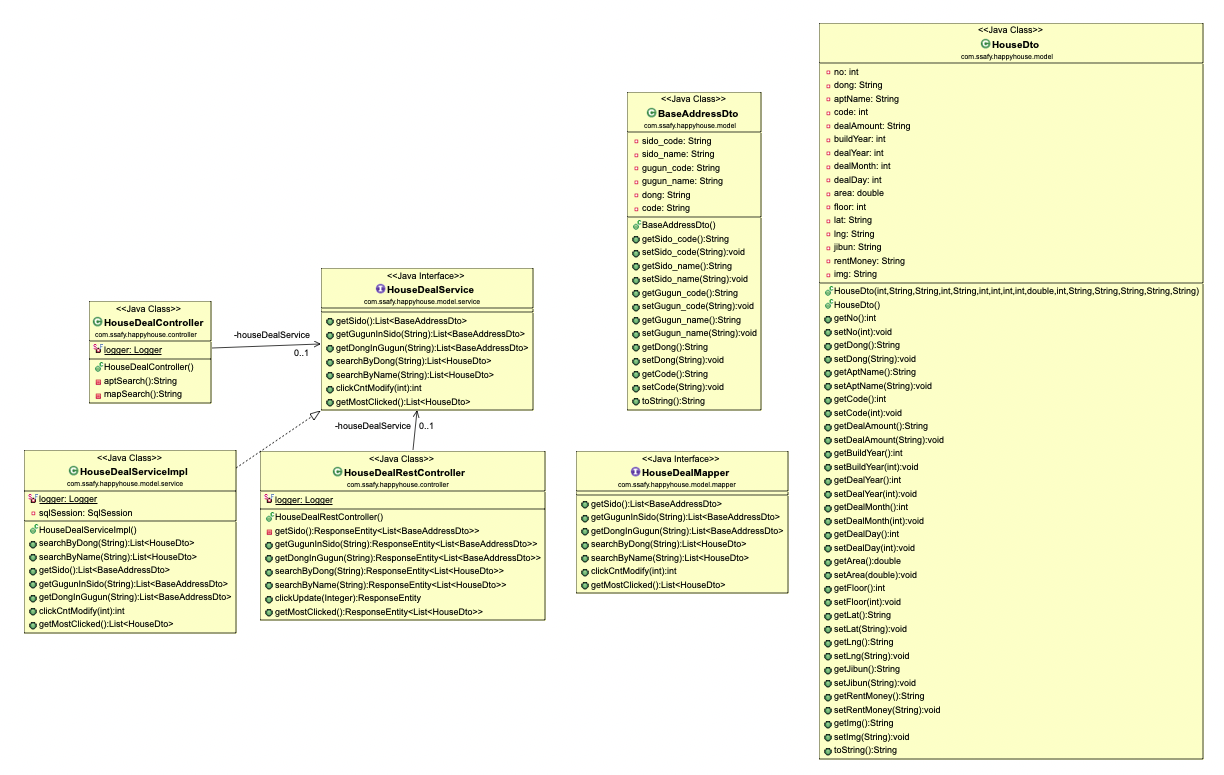 <<Java Class>>
HouseDealController
com.ssafy.happyhouse.controller
logger: Logger
HouseDealController()
aptSearch():String
mapSearch():String
-houseDealService
0..1
<<Java Interface>>
HouseDealService
com.ssafy.happyhouse.model.service
getSido():List<BaseAddressDto>
getGugunInSido(String):List<BaseAddressDto>
getDongInGugun(String):List<BaseAddressDto>
searchByDong(String):List<HouseDto>
searchByName(String):List<HouseDto>
clickCntModify(int):int
getMostClicked():List<HouseDto>
-houseDealService
0..1
<<Java Class>>
HouseDealServiceImpl
com.ssafy.happyhouse.model.service
logger: Logger
sqlSession: SqlSession
HouseDealServiceImpl()
searchByDong(String):List<HouseDto>
searchByName(String):List<HouseDto>
getSido():List<BaseAddressDto>
getGugunInSido(String):List<BaseAddressDto>
getDongInGugun(String):List<BaseAddressDto>
clickCntModify(int):int
getMostClicked():List<HouseDto>
<<Java Class>>
HouseDealRestController
com.ssafy.happyhouse.controller
logger: Logger
HouseDealRestController()
getSido():ResponseEntity<List<BaseAddressDto>>
getGugunInSido(String):ResponseEntity<List<BaseAddressDto>>
getDongInGugun(String):ResponseEntity<List<BaseAddressDto>>
searchByDong(String):ResponseEntity<List<HouseDto>>
searchByName(String):ResponseEntity<List<HouseDto>>
clickUpdate(Integer):ResponseEntity
getMostClicked():ResponseEntity<List<HouseDto>>
<<Java Interface>>
HouseDealMapper
com.ssafy.happyhouse.model.mapper
getSido():List<BaseAddressDto>
getGugunInSido(String):List<BaseAddressDto>
getDongInGugun(String):List<BaseAddressDto>
searchByDong(String):List<HouseDto>
searchByName(String):List<HouseDto>
clickCntModify(int):int
getMostClicked():List<HouseDto>
<<Java Class>>
BaseAddressDto
com.ssafy.happyhouse.model
sido_code: String
sido_name: String
gugun_code: String
gugun_name: String
dong: String
code: String
BaseAddressDto()
getSido_code():String
setSido_code(String):void
getSido_name():String
setSido_name(String):void
getGugun_code():String
setGugun_code(String):void
getGugun_name():String
setGugun_name(String):void
getDong():String
setDong(String):void
getCode():String
setCode(String):void
toString():String
<<Java Class>>
HouseDto
com.ssafy.happyhouse.model
no: int
dong: String
aptName: String
code: int
dealAmount: String
buildYear: int
dealYear: int
dealMonth: int
dealDay: int
area: double
floor: int
lat: String
lng: String
jibun: String
rentMoney: String
img: String
HouseDto(int,String,String,int,String,int,int,int,int,double,int,String,String,String,String,String)
HouseDto()
getNo():int
setNo(int):void
getDong():String
setDong(String):void
getAptName():String
setAptName(String):void
getCode():int
setCode(int):void
getDealAmount():String
setDealAmount(String):void
getBuildYear():int
setBuildYear(int):void
getDealYear():int
setDealYear(int):void
getDealMonth():int
setDealMonth(int):void
getDealDay():int
setDealDay(int):void
getArea():double
setArea(double):void
getFloor():int
setFloor(int):void
getLat():String
setLat(String):void
getLng():String
setLng(String):void
getJibun():String
setJibun(String):void
getRentMoney():String
setRentMoney(String):void
getImg():String
setImg(String):void
toString():String